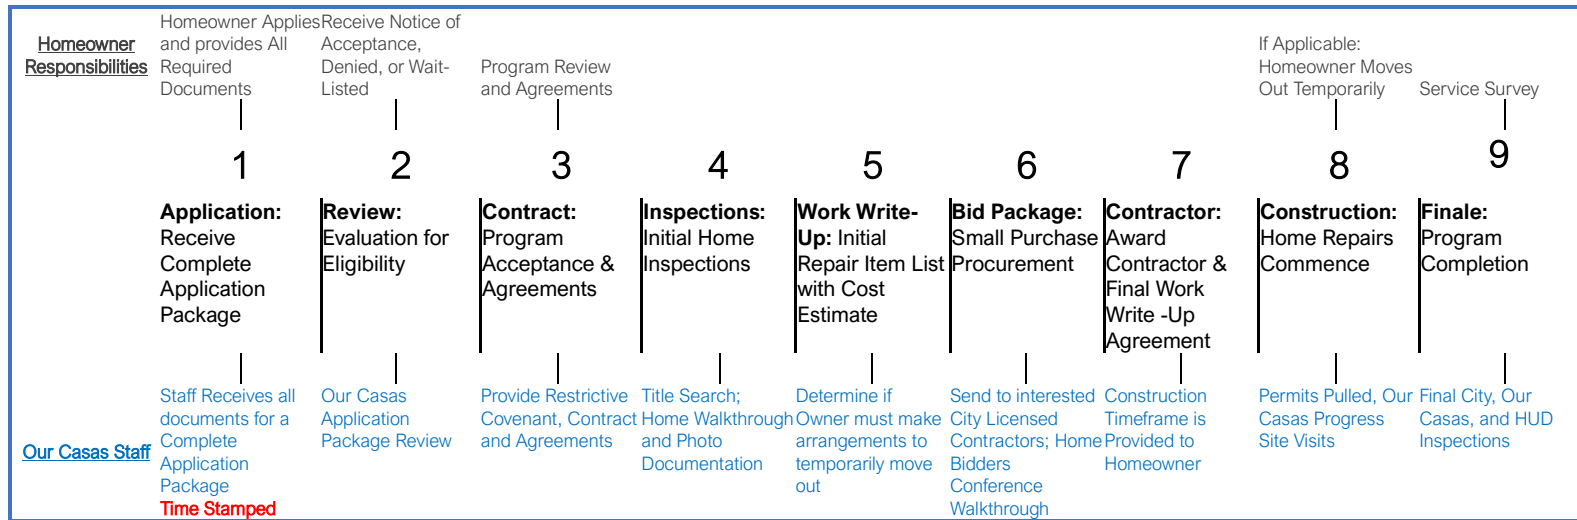 Homeowner Responsibilities
Homeowner Applies
and provides All
Required
Documents
Receive Notice of
Acceptance,
Denied, or Wait-
Listed
Program Review
and Agreements
If Applicable:
Homeowner Moves
Out Temporarily
Service Survey
1
2
3
4
5
6
7
8
9
Application:
Receive
Complete
Application
Package
Review:
Evaluation for
Eligibility
Contract:
Program
Acceptance &
Agreements
Inspections:
Initial Home
Inspections
Work Write-
Up: Initial
Repair Item List
with Cost
Estimate
Bid Package:
Small Purchase
Procurement
Contractor:
Award
Contractor &
Final Work
Write -Up
Agreement
Construction:
Home Repairs
Commence
Finale:
Program
Completion
Our Casas Staff
Staff Receives all
documents for a
Complete
Application
Package
Time Stamped
Our Casas
Application
Package Review
Provide Restrictive
Covenant, Contract
and Agreements
Title Search;
Home Walkthrough
and Photo
Documentation
Determine if
Owner must make
arrangements to
temporarily move
out
Send to interested
City Licensed
Contractors; Home
Bidders
Conference
Walkthrough
Construction
Timeframe is
Provided to
Homeowner
Permits Pulled, Our
Casas Progress
Site Visits
Final City, Our
Casas, and HUD
Inspections